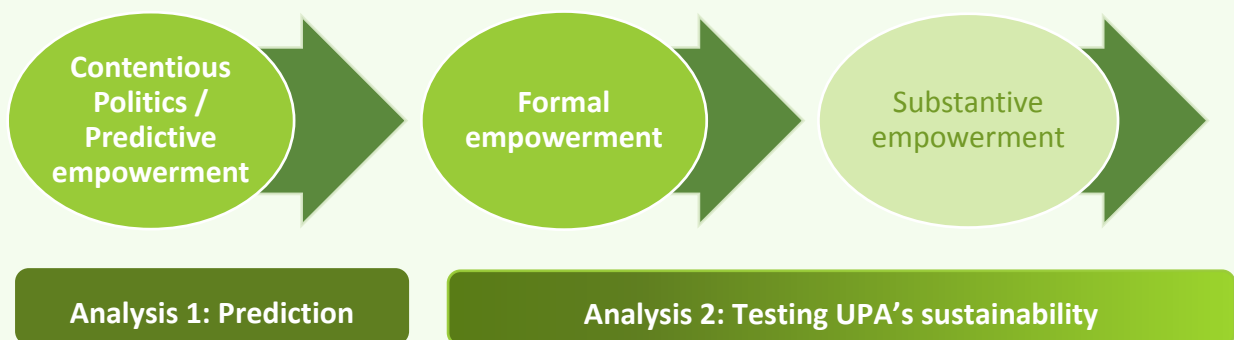 Contentious
Politics /
Predictive
empowerment
Formal
empowerment
Substantive
empowerment
Analysis 1: Prediction
Analysis 2: Testing UPA's sustainability